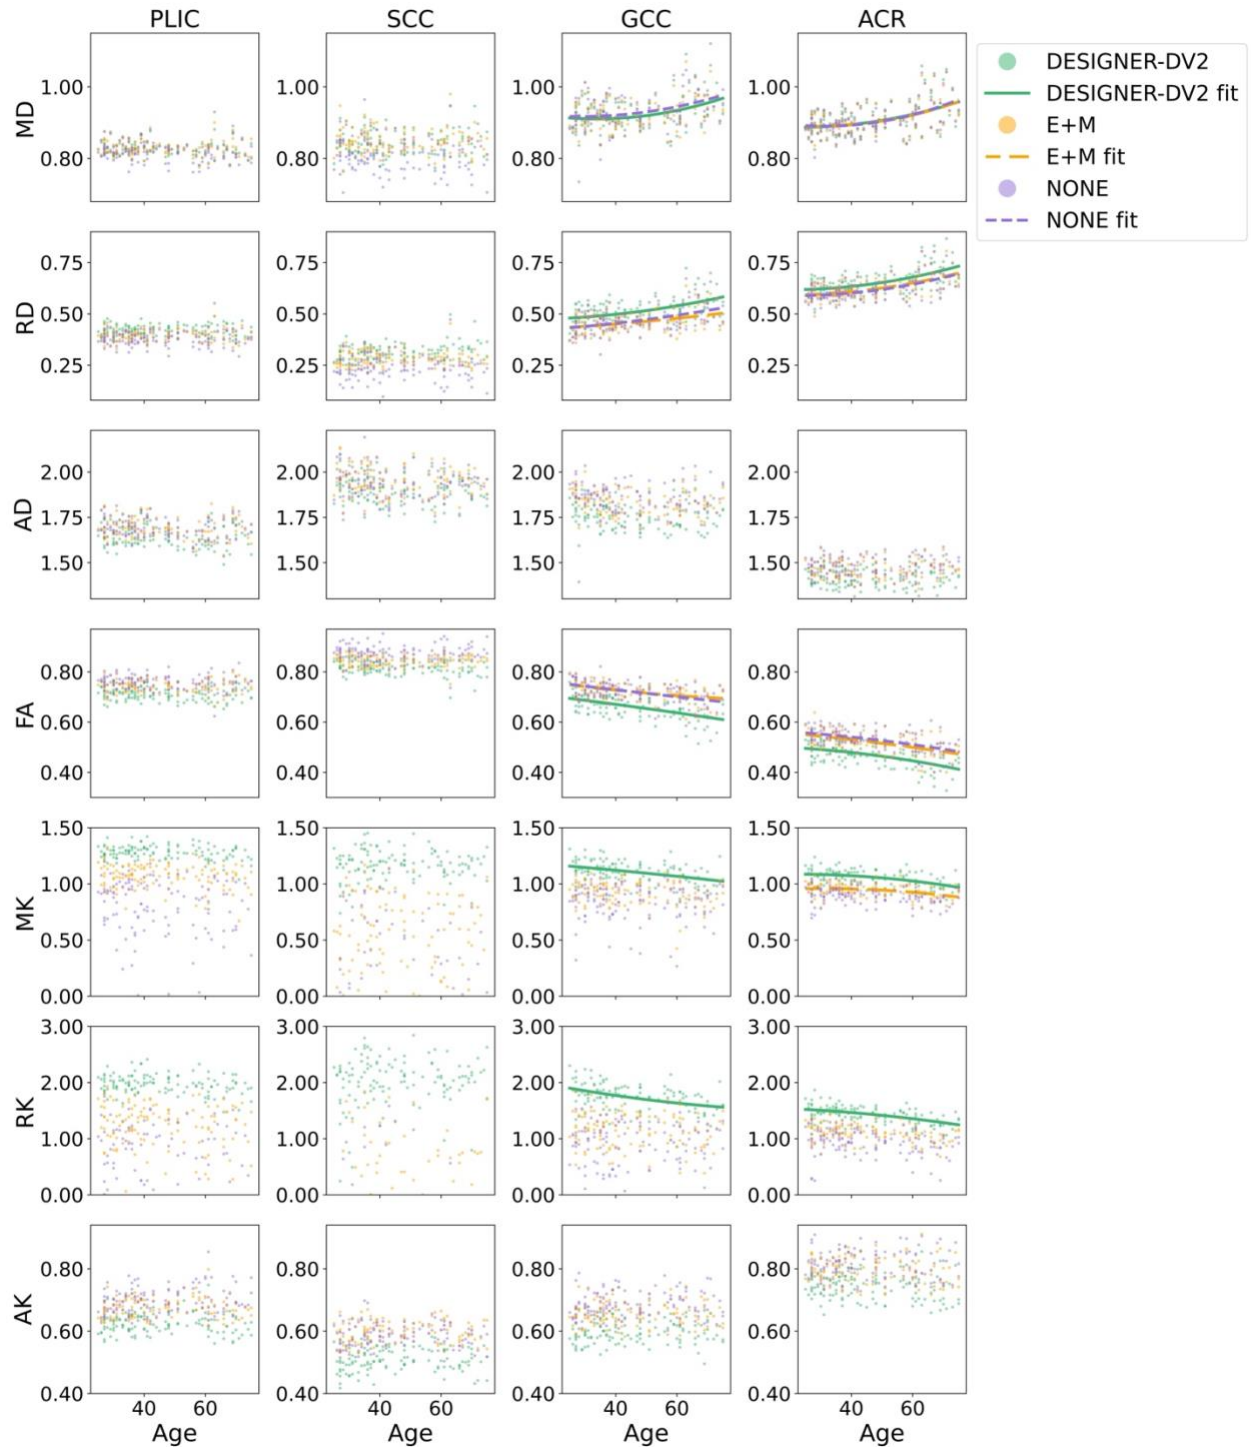 PLIC SCC GCC ACR
MD
1.00 1.00 1.00 1.00
0.80 0.80 0.80 0.80
40 60 40 60 40 60 40 60
DESIGNER-DV2
DESIGNER-DV2 fit
E+M
E+M fit
NONE
NONE fit
RD
0.75 0.75 0.75 0.75
0.50 0.50 0.50 0.50
0.25 0.25 0.25 0.25
AD
2.00 2.00 2.00 2.00
1.75 1.75 1.75 1.75
1.50 1.50 1.50 1.50
FA
0.80 0.80 0.80 0.80
0.60 0.60 0.60 0.60
0.40 0.40 0.40 0.40
MK
1.50 1.50 1.50 1.50
1.00 1.00 1.00 1.00
0.50 0.50 0.50 0.50
0.00 0.00 0.00 0.00
RK
3.00 3.00 3.00 3.00
2.00 2.00 2.00 2.00
1.00 1.00 1.00 1.00
0.00 0.00 0.00 0.00
AK
0.80 0.80 0.80 0.80
0.60 0.60 0.60 0.60
0.40 0.40 0.40 0.40
40 60 40 60 40 60 40 60
Age Age Age Age